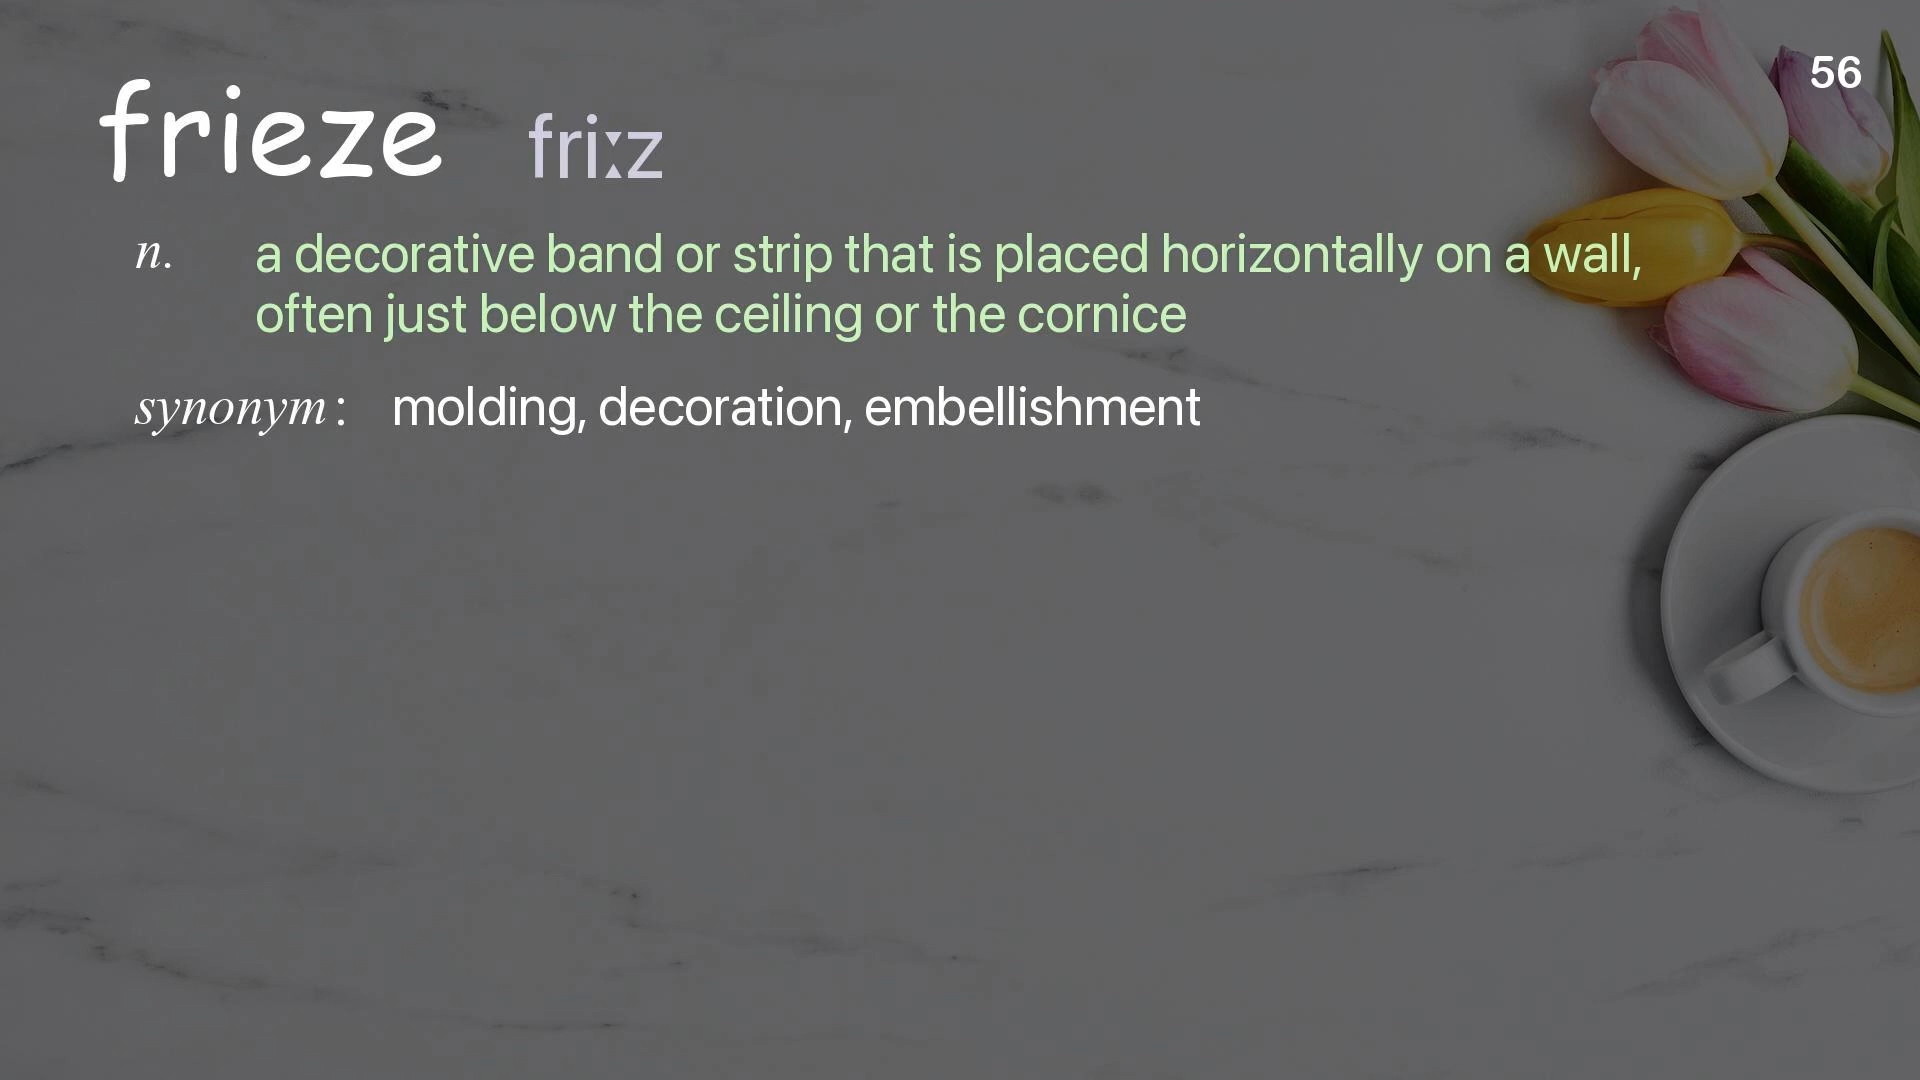 56
frieze friːz
n. a decorative band or strip that is placed horizontally on a wall,
often just below the ceiling or the cornice
synonym: molding, decoration, embellishment